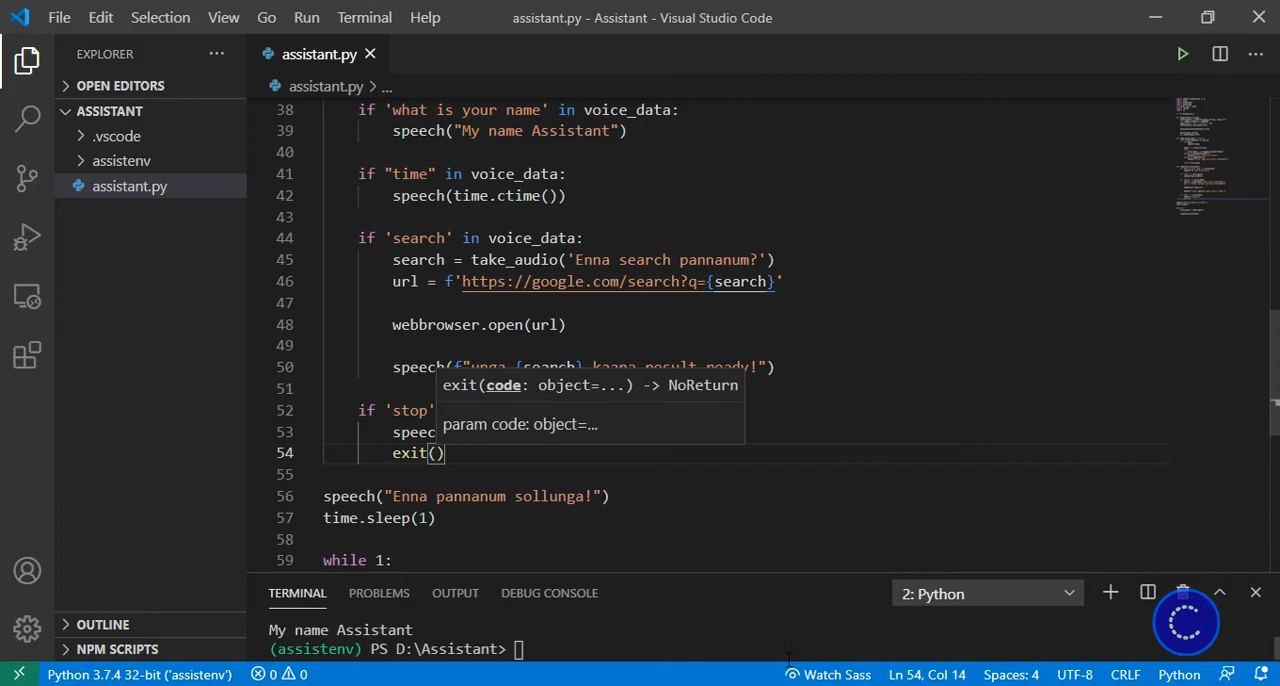 File Edit Selection View Go Run Terminal Help assistant.py - Assistant - Visual Studio Code
EXPLORER ··· assistant.py
OPEN EDITORS assistant.py > ...
ASSISTANT
.vscode
assistenv
assistant.py
38 if 'what is your name' in voice_data:
39 speech("My name Assistant")
40
41 if "time" in voice_data:
42 speech(time.ctime())
43
44 if 'search' in voice_data:
45 search = take_audio('Enna search pannanum?')
46 url = f'https://google.com/search?q={search}'
47
48 webbrowser.open(url)
49
50 speech(f"unga {search} kaana result ready!")
51 exit(code: object=...) -> NoReturn
52 if 'stop'
param code: object=...
53 speec
54 exit()
55
56 speech("Enna pannanum sollunga!")
57 time.sleep(1)
58
59 while 1:
TERMINAL PROBLEMS OUTPUT DEBUG CONSOLE 2: Python
OUTLINE
My name Assistant
NPM SCRIPTS
(assistenv) PS D:\Assistant>
Python 3.7.4 32-bit ('assistenv') 0 0 Watch Sass Ln 54, Col 14 Spaces: 4 UTF-8 CRLF Python